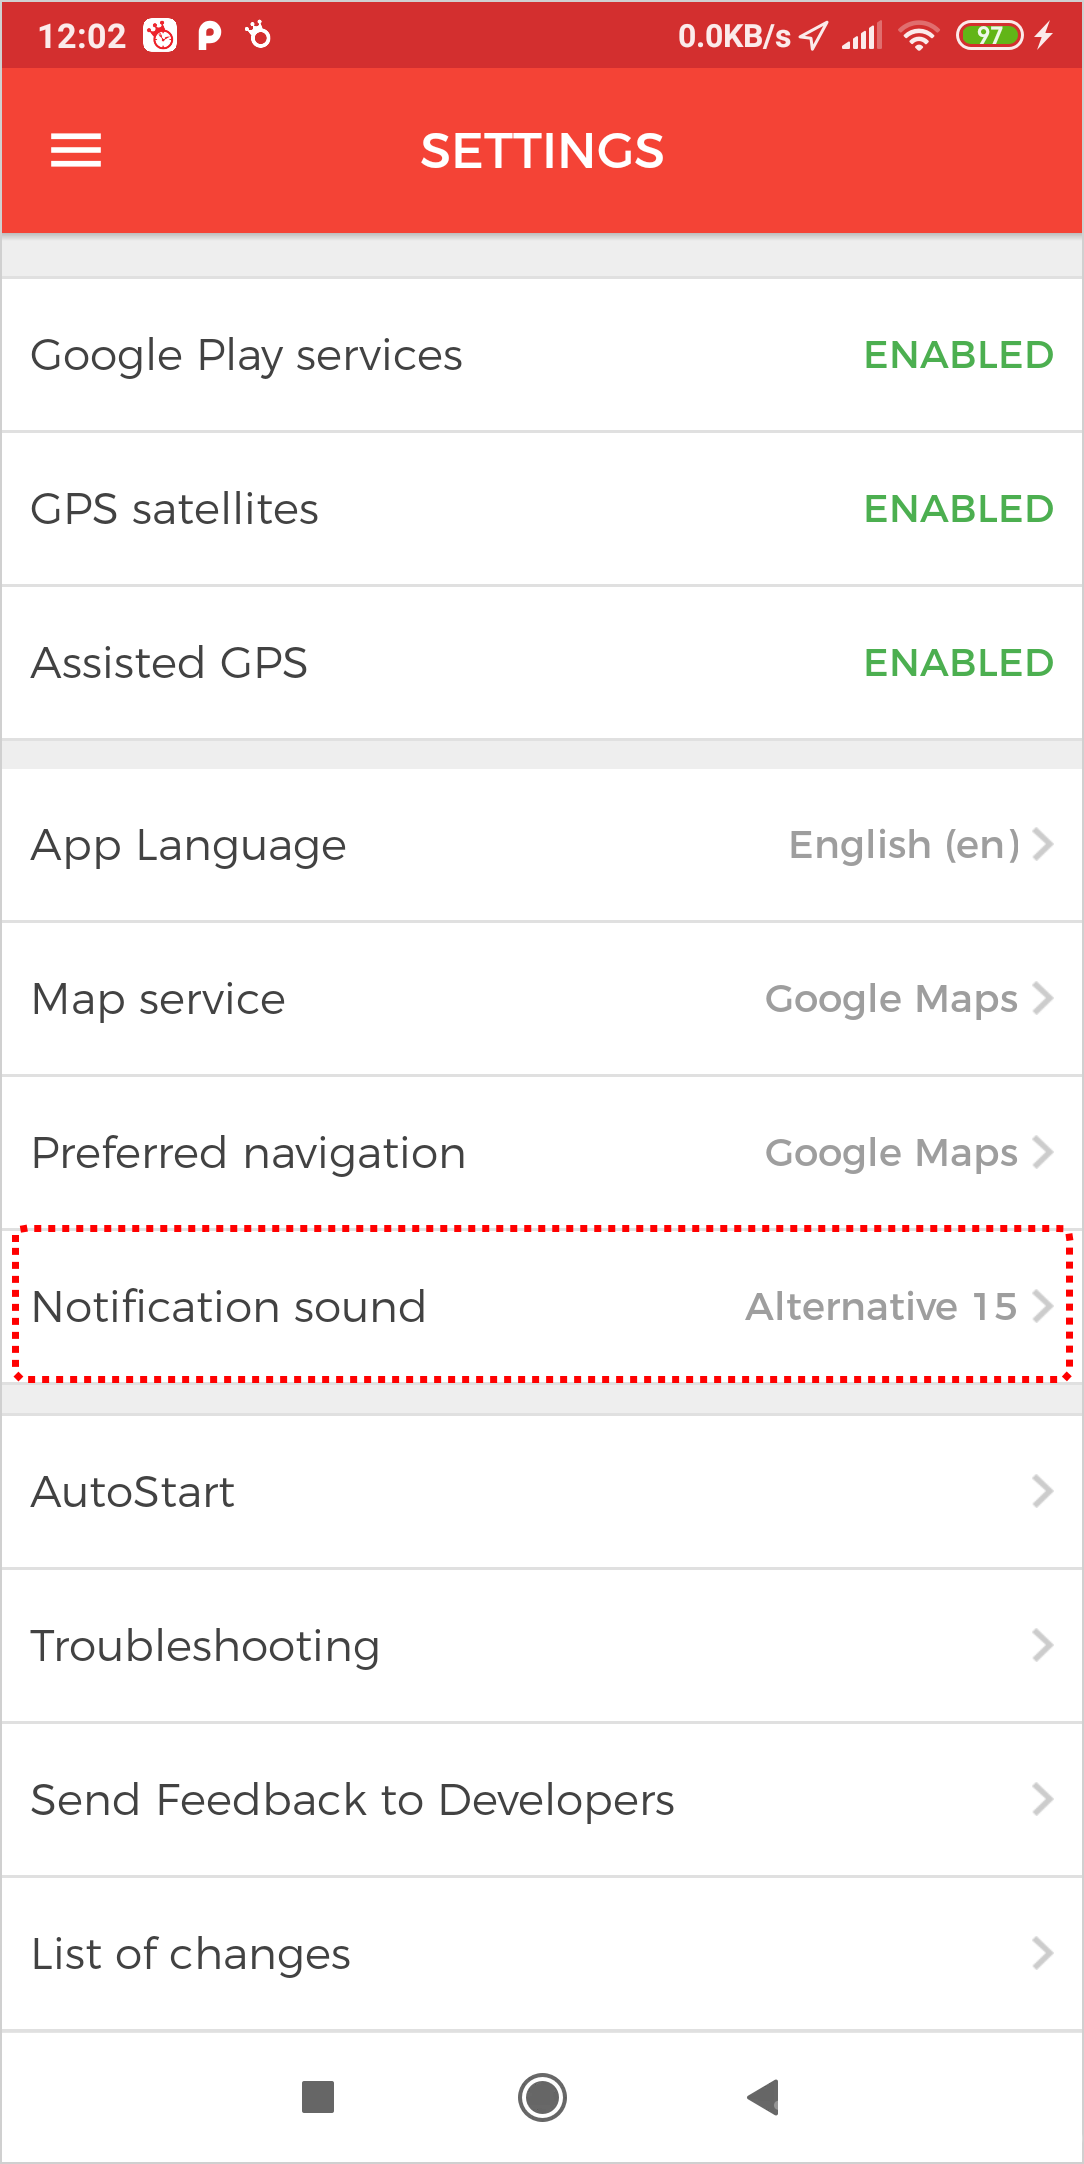 12:02 0.0KB/s 97
SETTINGS
Google Play services ENABLED
GPS satellites ENABLED
Assisted GPS ENABLED
App Language English (en)
Map service Google Maps
Preferred navigation Google Maps
Notification sound Alternative 15
AutoStart
Troubleshooting
Send Feedback to Developers
List of changes